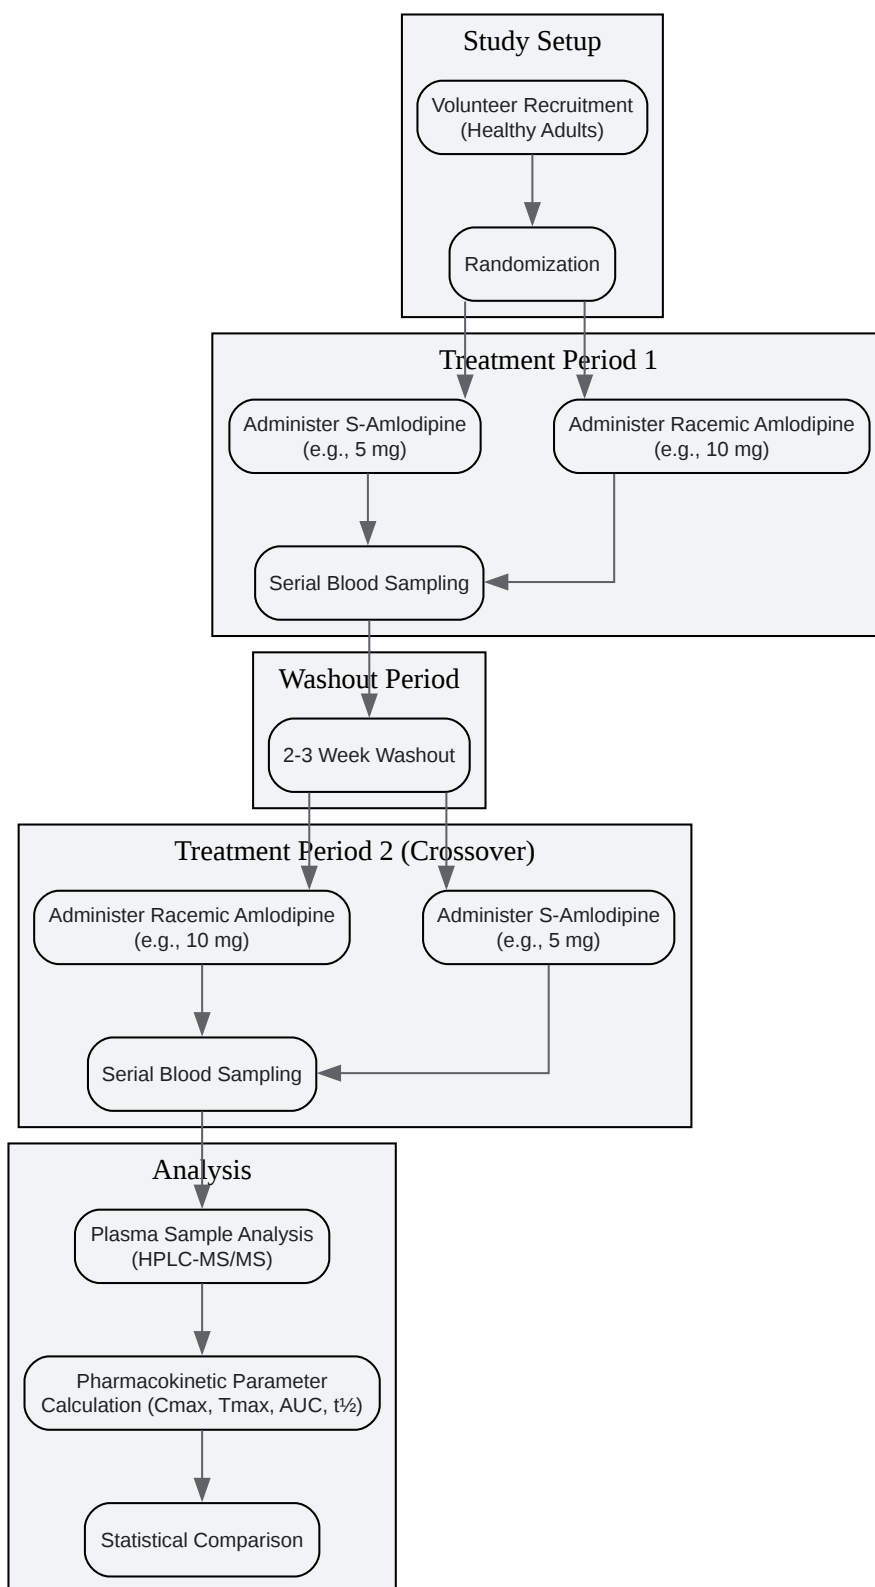 Study Setup
Volunteer Recruitment
(Healthy Adults)
Randomization
Treatment Period 1
Administer S-Amlodipine
(e.g., 5 mg)
Administer Racemic Amlodipine
(e.g., 10 mg)
Serial Blood Sampling
Washout Period
2-3 Week Washout
Treatment Period 2 (Crossover)
Administer Racemic Amlodipine
(e.g., 10 mg)
Administer S-Amlodipine
(e.g., 5 mg)
Serial Blood Sampling
Analysis
Plasma Sample Analysis
(HPLC-MS/MS)
Pharmacokinetic Parameter
Calculation (Cmax, Tmax, AUC, t½)
Statistical Comparison